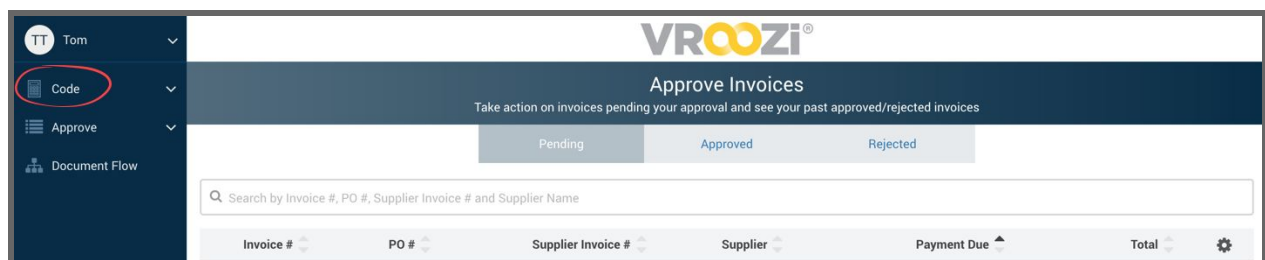 TT Tom
VROOZi®
Code
Approve
Document Flow
Approve Invoices
Take action on invoices pending your approval and see your past approved/rejected invoices
Pending Approved Rejected
Search by Invoice #, PO #, Supplier Invoice # and Supplier Name
Invoice # PO # Supplier Invoice # Supplier Payment Due Total